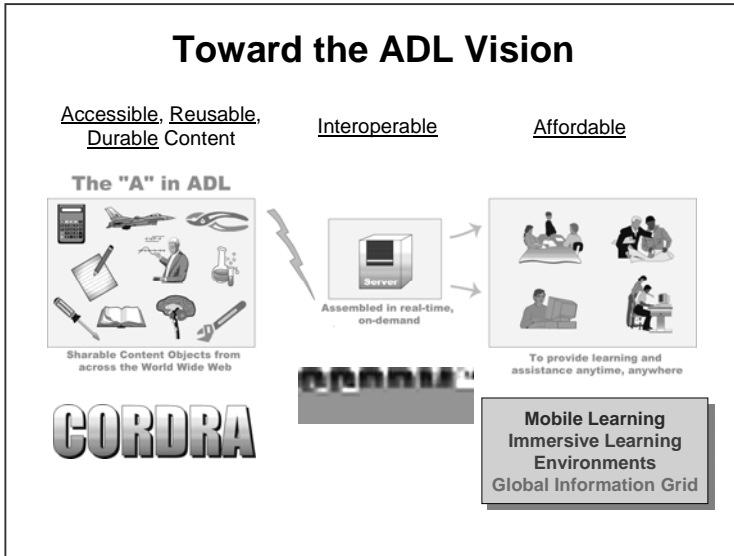 Toward the ADL Vision
Accessible, Reusable,
Durable Content
Interoperable
Affordable
The "A" in ADL
Server
Assembled in real-time,
on-demand
Sharable Content Objects from
across the World Wide Web
To provide learning and
assistance anytime, anywhere
CORDRA
Mobile Learning
Immersive Learning
Environments
Global Information Grid